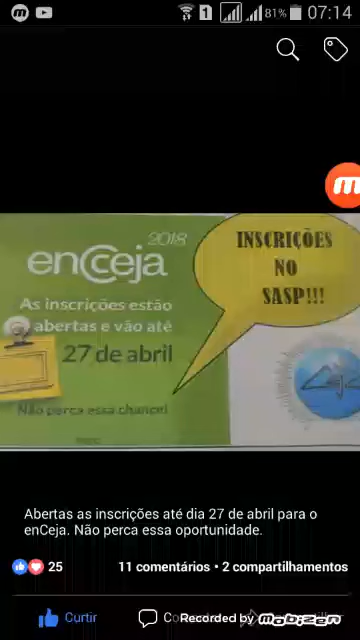 1 81% 07:14
2018
encceja
INSCRIÇÕES
NO
SASP!!!
As inscrições estão
abertas e vão até
27 de abril
Não perca essa chance!
Abertas as inscrições até dia 27 de abril para o
enCeja. Não perca essa oportunidade.
25 11 comentários • 2 compartilhamentos
Curtir
Recorded by mobizen